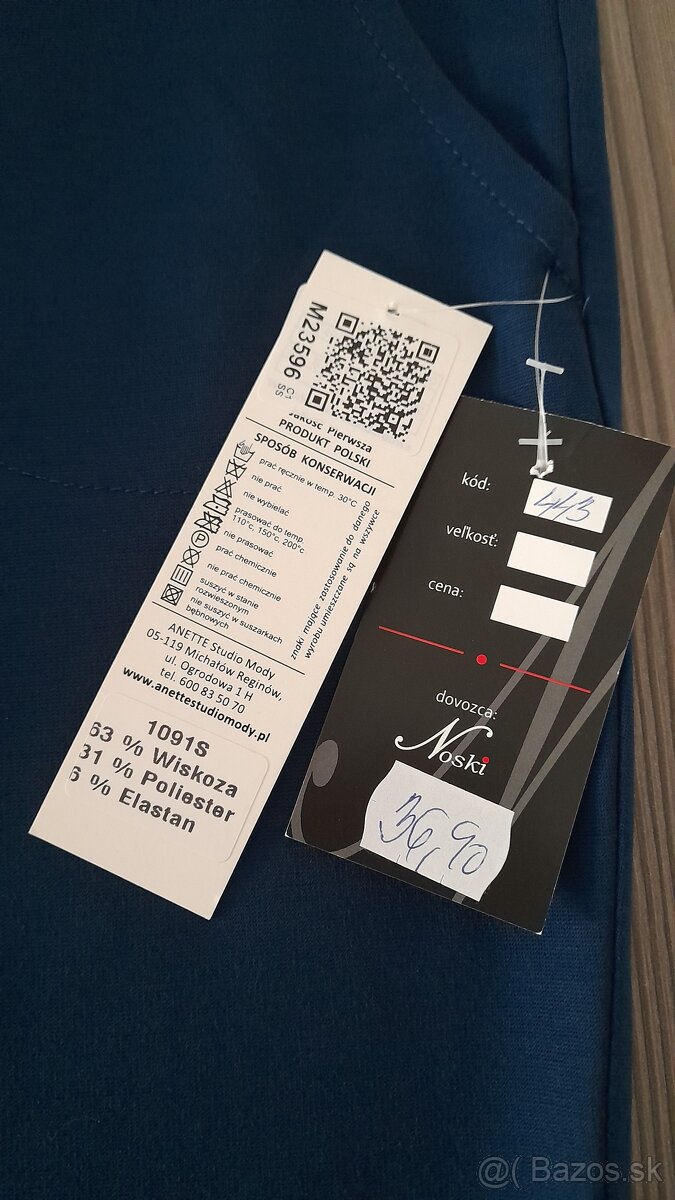 M23596
C1
SS
Jakość Pierwsza
PRODUKT POLSKI
SPOSÓB KONSERWACJI
prać ręcznie w temp. 30°C
nie prać
nie wybielać
prasować do temp.
110°c, 150°c, 200°c
nie prasować
prać chemicznie
nie prać chemicznie
suszyć w stanie
rozwieszonym
nie suszyć w suszarkach
bębnowych
znaki mające zastosowanie do danego
wyrobu umieszczane są na wszywce
ANETTE Studio Mody
05-119 Michałów Reginów,
ul. Ogrodowa 1 H
tel. 600 83 50 70
www.anettestudiomody.pl
1091S
63 % Wiskoza
31 % Poliester
6 % Elastan
kód: 443
veľkosť:
cena:
dovozca:
Noski
36,90
@( Bazos.sk